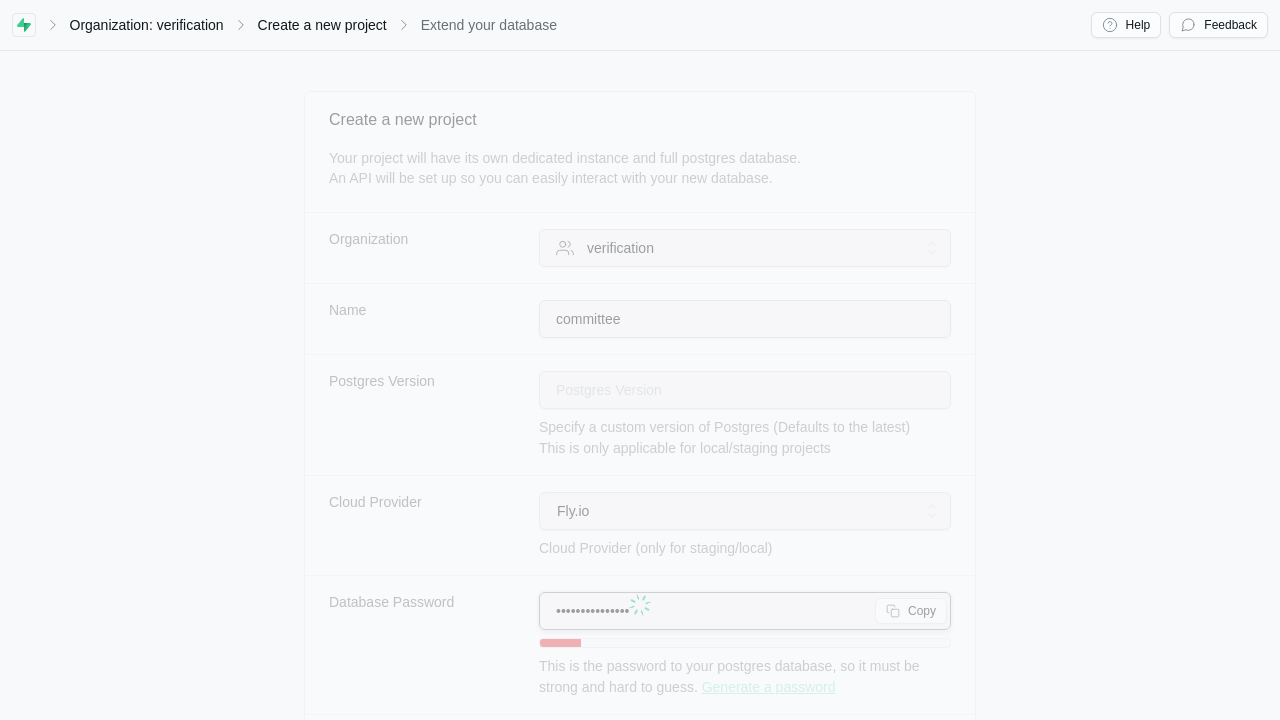 Organization: verification
Create a new project
Extend your database
Help
Feedback
Create a new project
Your project will have its own dedicated instance and full postgres database.
An API will be set up so you can easily interact with your new database.
Organization
verification
Name
committee
Postgres Version
Postgres Version
Specify a custom version of Postgres (Defaults to the latest)
This is only applicable for local/staging projects
Cloud Provider
Fly.io
Cloud Provider (only for staging/local)
Database Password
•••••••••••••••
Copy
This is the password to your postgres database, so it must be
strong and hard to guess. Generate a password